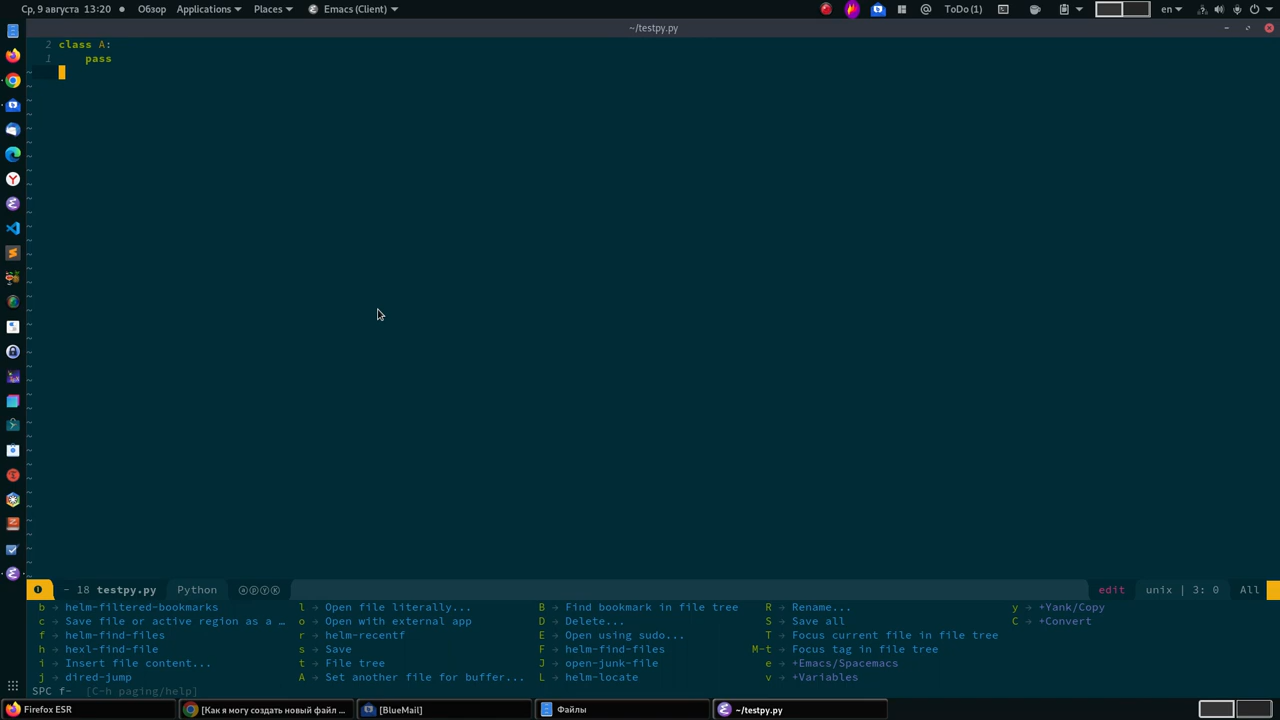 Ср, 9 августа 13:20
Обзор
Applications
Places
Emacs (Client)
ToDo (1)
en
~/testpy.py
2 class A:
1 pass
- 18 testpy.py Python edit unix | 3: 0 All
b → helm-filtered-bookmarks l → Open file literally... B → Find bookmark in file tree R → Rename... y → +Yank/Copy
c → Save file or active region as a … o → Open with external app D → Delete... S → Save all C → +Convert
f → helm-find-files r → helm-recentf E → Open using sudo... T → Focus current file in file tree
h → hexl-find-file s → Save F → helm-find-files M-t → Focus tag in file tree
i → Insert file content... t → File tree J → open-junk-file e → +Emacs/Spacemacs
j → dired-jump A → Set another file for buffer... L → helm-locate v → +Variables
SPC f- [C-h paging/help]
Firefox ESR
[Как я могу создать новый файл ...
[BlueMail]
Файлы
~/testpy.py